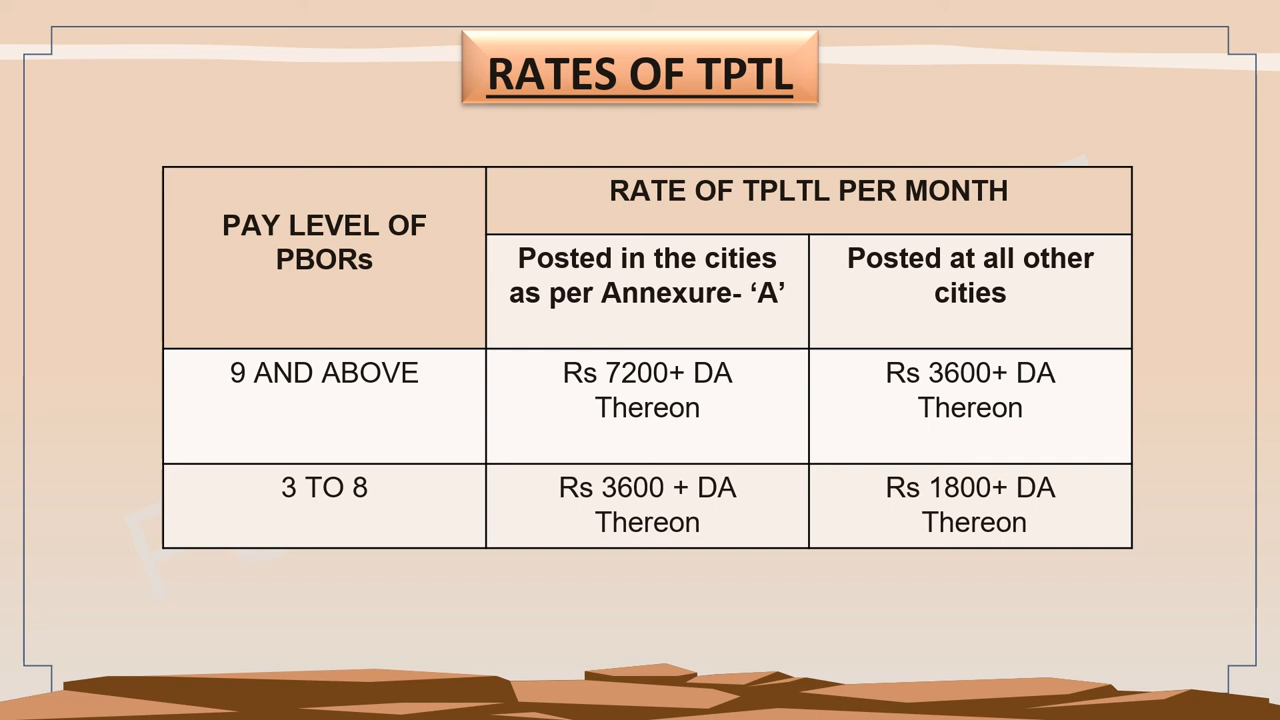 RATES OF TPTL
PAY LEVEL OF
PBORs
RATE OF TPLTL PER MONTH
Posted in the cities
as per Annexure- ‘A’
Posted at all other
cities
9 AND ABOVE
Rs 7200+ DA
Thereon
Rs 3600+ DA
Thereon
3 TO 8
Rs 3600 + DA
Thereon
Rs 1800+ DA
Thereon